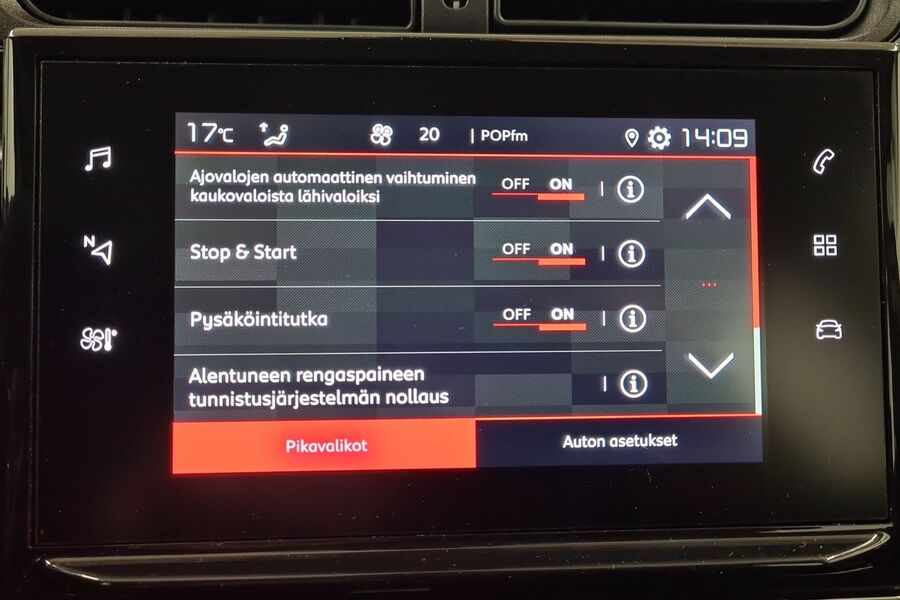 17°C 20 | POPfm 14:09
Ajovalojen automaattinen vaihtuminen
kaukovaloista lähivaloiksi
OFF ON
Stop & Start
OFF ON
Pysäköintitutka
OFF ON
Alentuneen rengaspaineen
tunnistusjärjestelmän nollaus
Pikavalikot
Auton asetukset
N